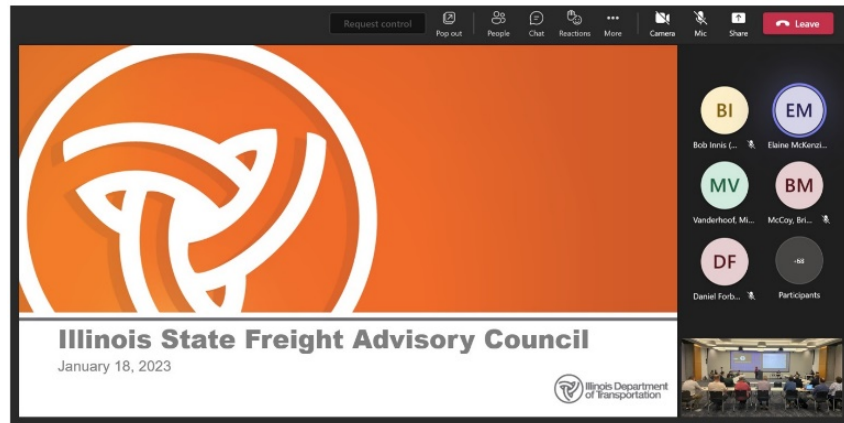 Request control
Pop out
People
Chat
Reactions
More
Camera
Mic
Share
Leave
BI
EM
Bob Innis (...
Elaine McKenzi...
MV
BM
Vanderhoof, Mi...
McCoy, Bri...
DF
+68
Daniel Forb...
Participants
Illinois State Freight Advisory Council
January 18, 2023
Illinois Department
of Transportation